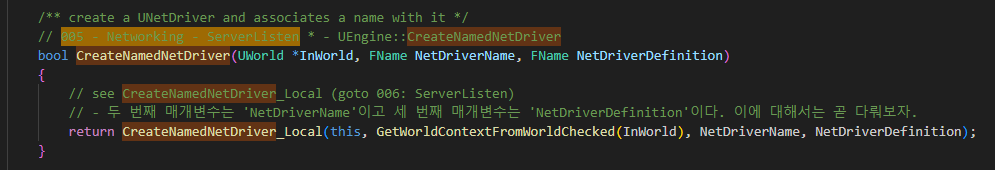 /** create a UNetDriver and associates a name with it */
// 005 - Networking - ServerListen * - UEngine::CreateNamedNetDriver
bool CreateNamedNetDriver(UWorld *InWorld, FName NetDriverName, FName NetDriverDefinition)
{
// see CreateNamedNetDriver_Local (goto 006: ServerListen)
// - 두 번째 매개변수는 'NetDriverName'이고 세 번째 매개변수는 'NetDriverDefinition'이다. 이에 대해서는 곧 다뤄보자.
return CreateNamedNetDriver_Local(this, GetWorldContextFromWorldChecked(InWorld), NetDriverName, NetDriverDefinition);
}